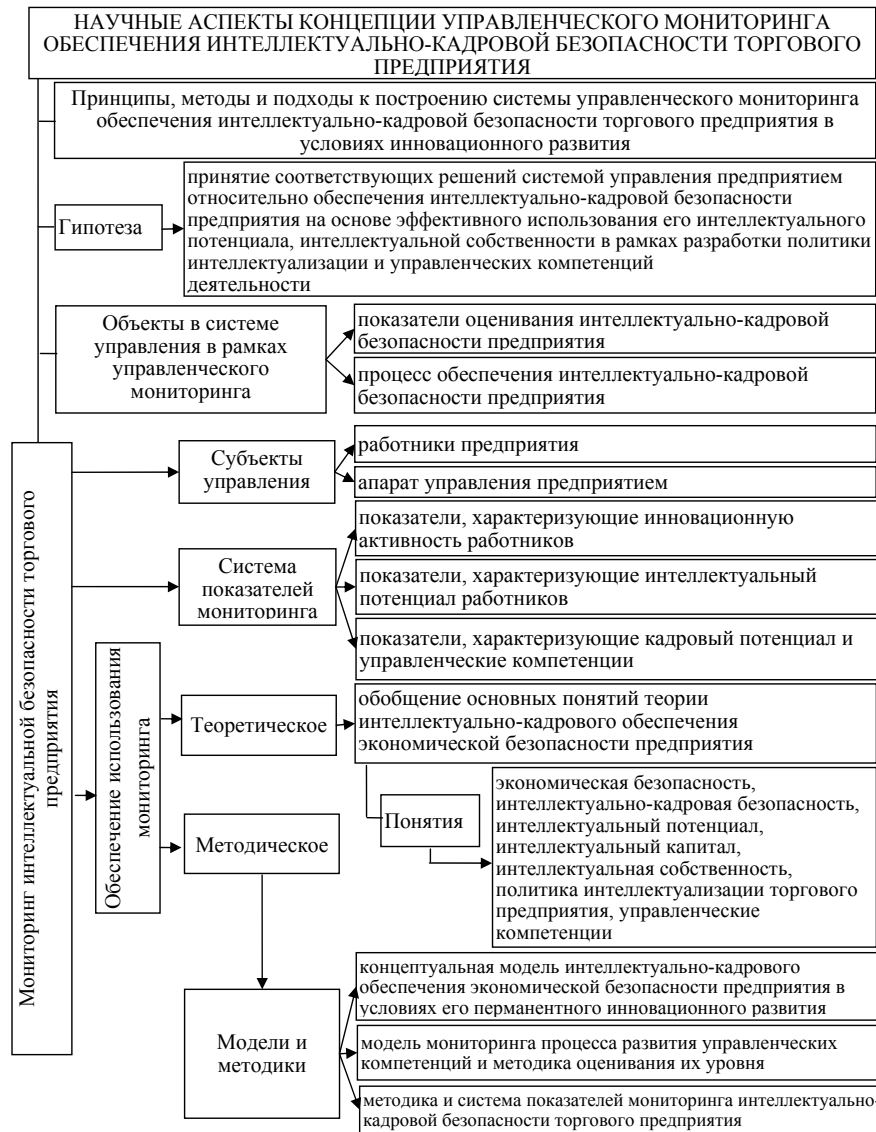 НАУЧНЫЕ АСПЕКТЫ КОНЦЕПЦИИ УПРАВЛЕНЧЕСКОГО МОНИТОРИНГА
ОБЕСПЕЧЕНИЯ ИНТЕЛЛЕКТУАЛЬНО-КАДРОВОЙ БЕЗОПАСНОСТИ ТОРГОВОГО
ПРЕДПРИЯТИЯ
Принципы, методы и подходы к построению системы управленческого мониторинга
обеспечения интеллектуально-кадровой безопасности торгового предприятия в
условиях инновационного развития
Гипотеза
принятие соответствующих решений системой управления предприятием
относительно обеспечения интеллектуально-кадровой безопасности
предприятия на основе эффективного использования его интеллектуального
потенциала, интеллектуальной собственности в рамках разработки политики
интеллектуализации и управленческих компетенций
деятельности
Объекты в системе
управления в рамках
управленческого
мониторинга
показатели оценивания интеллектуально-кадровой
безопасности предприятия
процесс обеспечения интеллектуально-кадровой
безопасности предприятия
Мониторинг интеллектуальной безопасности торгового
предприятия
Субъекты
управления
работники предприятия
апарат управления предприятием
Система
показателей
мониторинга
показатели, характеризующие инновационную
активность работников
показатели, характеризующие интеллектуальный
потенциал работников
показатели, характеризующие кадровый потенциал и
управленческие компетенции
Обеспечение использования
мониторинга
Теоретическое
обобщение основных понятий теории
интеллектуально-кадрового обеспечения
экономической безопасности предприятия
Понятия
экономическая безопасность,
интеллектуально-кадровая безопасность,
интеллектуальный потенциал,
интеллектуальный капитал,
интеллектуальная собственность,
политика интеллектуализации торгового
предприятия, управленческие
компетенции
Методическое
Модели и
методики
концептуальная модель интеллектуально-кадрового
обеспечения экономической безопасности предприятия в
условиях его перманентного инновационного развития
модель мониторинга процесса развития управленческих
компетенций и методика оценивания их уровня
методика и система показателей мониторинга интеллектуально-
кадровой безопасности торгового предприятия